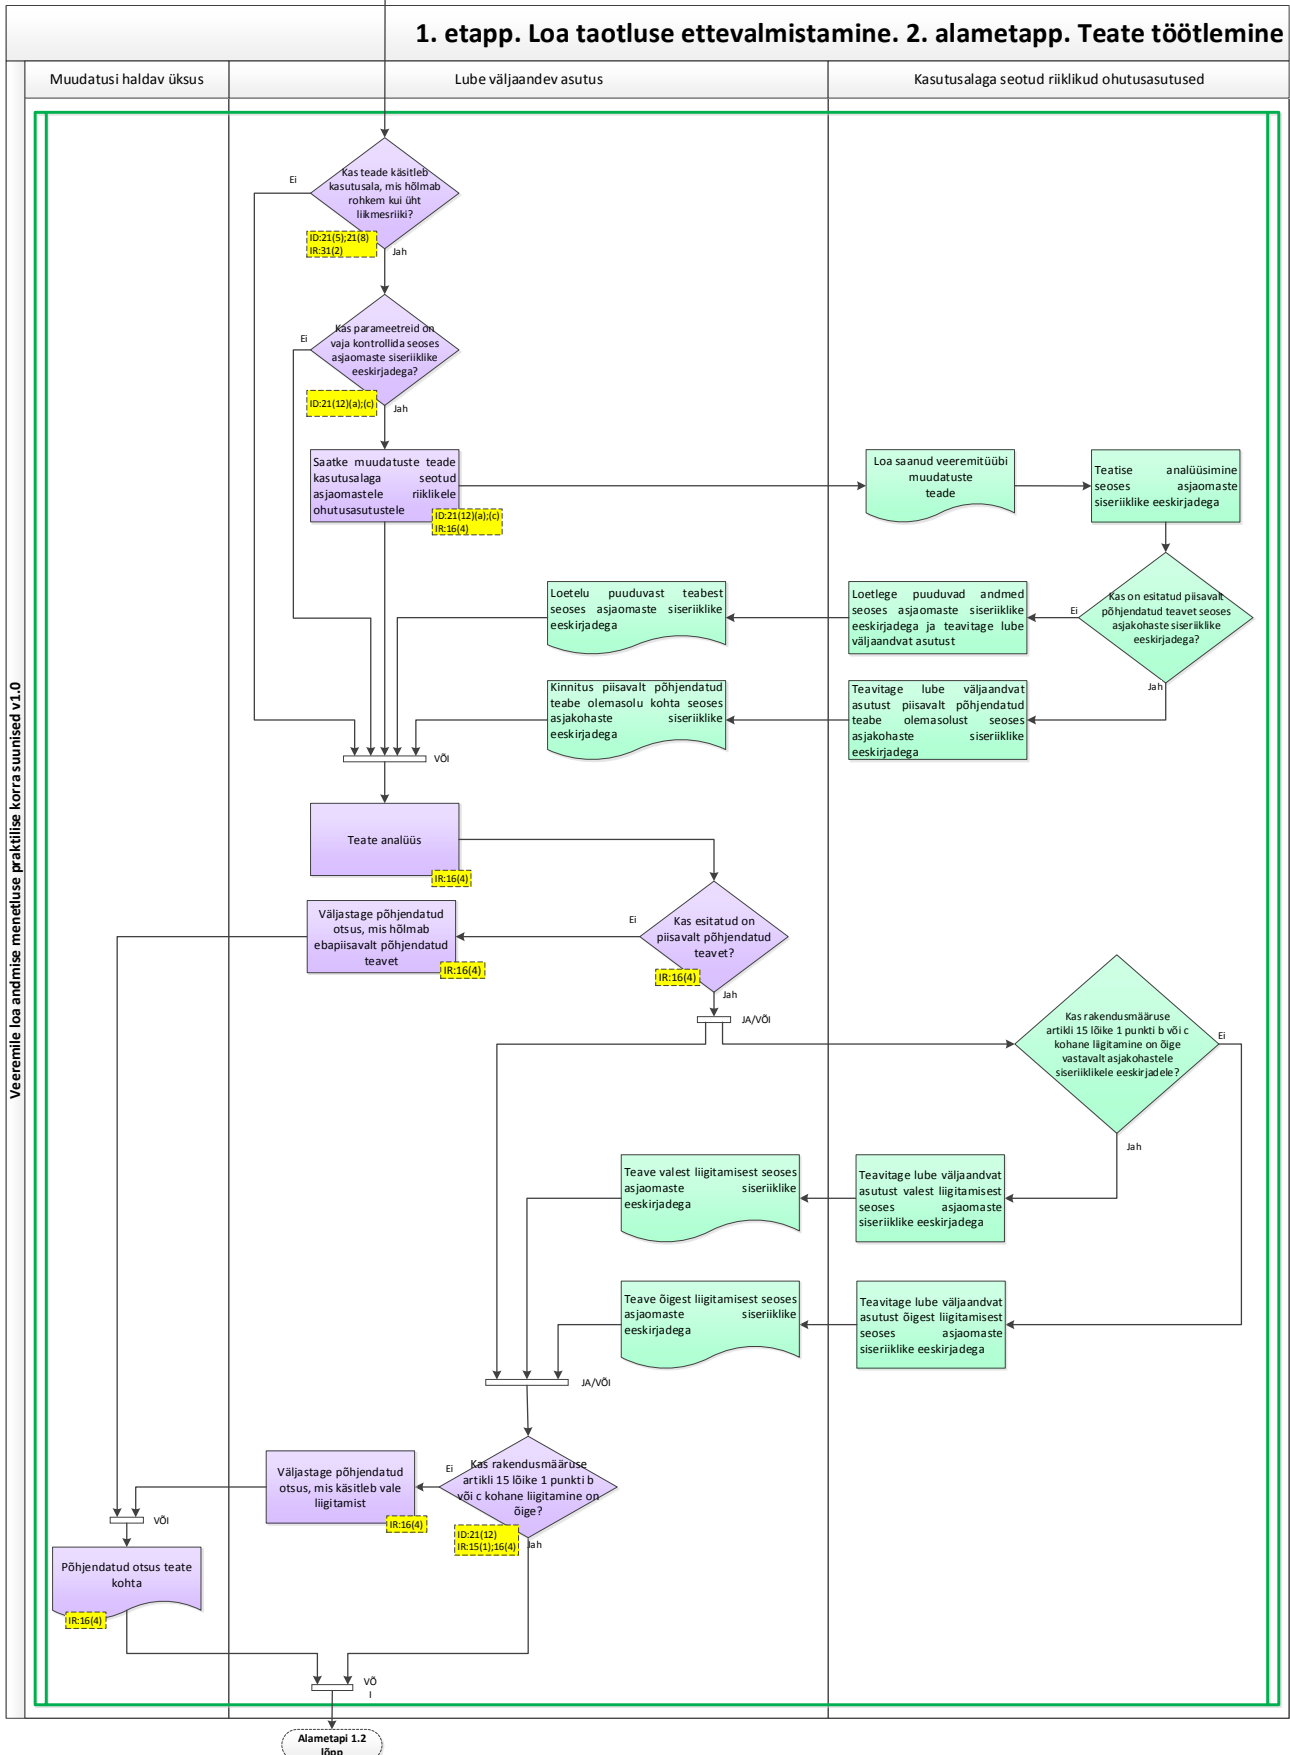 1. etapp. Loa taotluse ettevalmistamine. 2. alametapp. Teate töötlemine
Muudatusi haldav üksus
Lube väljaandev asutus
Kasutusalaga seotud riiklikud ohutusasutused
Veeremile loa andmise menetluse praktilise korra suunised v1.0
Kas teade käsitleb
kasutusala, mis hõlmab
rohkem kui üht
liikmesriiki?
Ei
ID:21(5);21(8)
IR:31(2)
Jah
Kas parameetreid on
vaja kontrollida seoses
asjaomaste siseriiklike
eeskirjadega?
Ei
ID:21(12)(a);(c)
Jah
Saatke muudatuste teade
kasutusalaga seotud
asjaomastele riiklikele
ohutusasutustele
ID:21(12)(a);(c)
IR:16(4)
Loa saanud veeremitüübi
muudatuste
teade
Teatise analüüsimine
seoses asjaomaste
siseriiklike eeskirjadega
Kas on esitatud piisavalt
põhjendatud teavet seoses
asjakohaste siseriiklike
eeskirjadega?
Ei
Jah
Loetlege puuduvad andmed
seoses asjaomaste siseriiklike
eeskirjadega ja teavitage lube
väljaandvat asutust
Loetelu puuduvast teabest
seoses asjaomaste siseriiklike
eeskirjadega
Teavitage lube väljaandvat
asutust piisavalt põhjendatud
teabe olemasolust seoses
asjakohaste siseriiklike
eeskirjadega
Kinnitus piisavalt põhjendatud
teabe olemasolu kohta seoses
asjakohaste siseriiklike
eeskirjadega
VÕI
Teate analüüs
IR:16(4)
Kas esitatud on
piisavalt põhjendatud
teavet?
Ei
IR:16(4)
Jah
Väljastage põhjendatud
otsus, mis hõlmab
ebapiisavalt põhjendatud
teavet
IR:16(4)
JA/VÕI
Kas rakendusmääruse
artikli 15 lõike 1 punkti b või c
kohane liigitamine on õige
vastavalt asjakohastele
siseriiklikele eeskirjadele?
Ei
Jah
Teavitage lube väljaandvat
asutust valest liigitamisest
seoses asjaomaste
siseriiklike eeskirjadega
Teave valest liigitamisest seoses
asjaomaste siseriiklike
eeskirjadega
Teavitage lube väljaandvat
asutust õigest liigitamisest
seoses asjaomaste
siseriiklike eeskirjadega
Teave õigest liigitamisest seoses
asjaomaste siseriiklike
eeskirjadega
JA/VÕI
Kas rakendusmääruse
artikli 15 lõike 1 punkti b
või c kohane liigitamine on
õige?
Ei
ID:21(12)
IR:15(1);16(4)
Jah
Väljastage põhjendatud
otsus, mis käsitleb vale
liigitamist
IR:16(4)
VÕI
Põhjendatud otsus teate
kohta
IR:16(4)
VÕ
I
Alametapi 1.2
lõpp